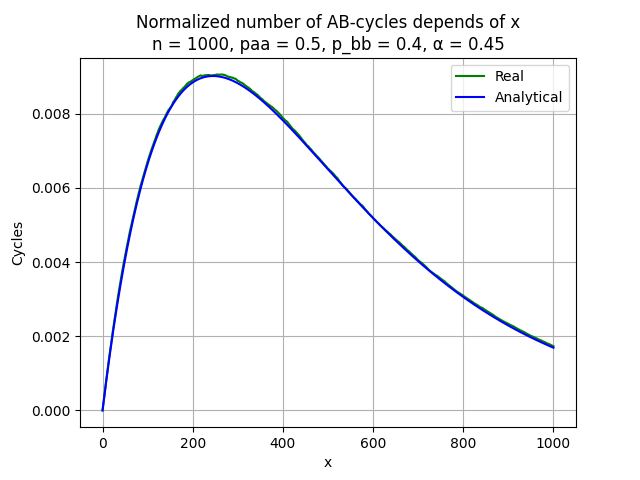 Normalized number of AB-cycles depends of x
n = 1000, paa = 0.5, p_bb = 0.4, α = 0.45
Real
Analytical
Cycles
0.008
0.006
0.004
0.002
0.000
0 200 400 600 800 1000
x